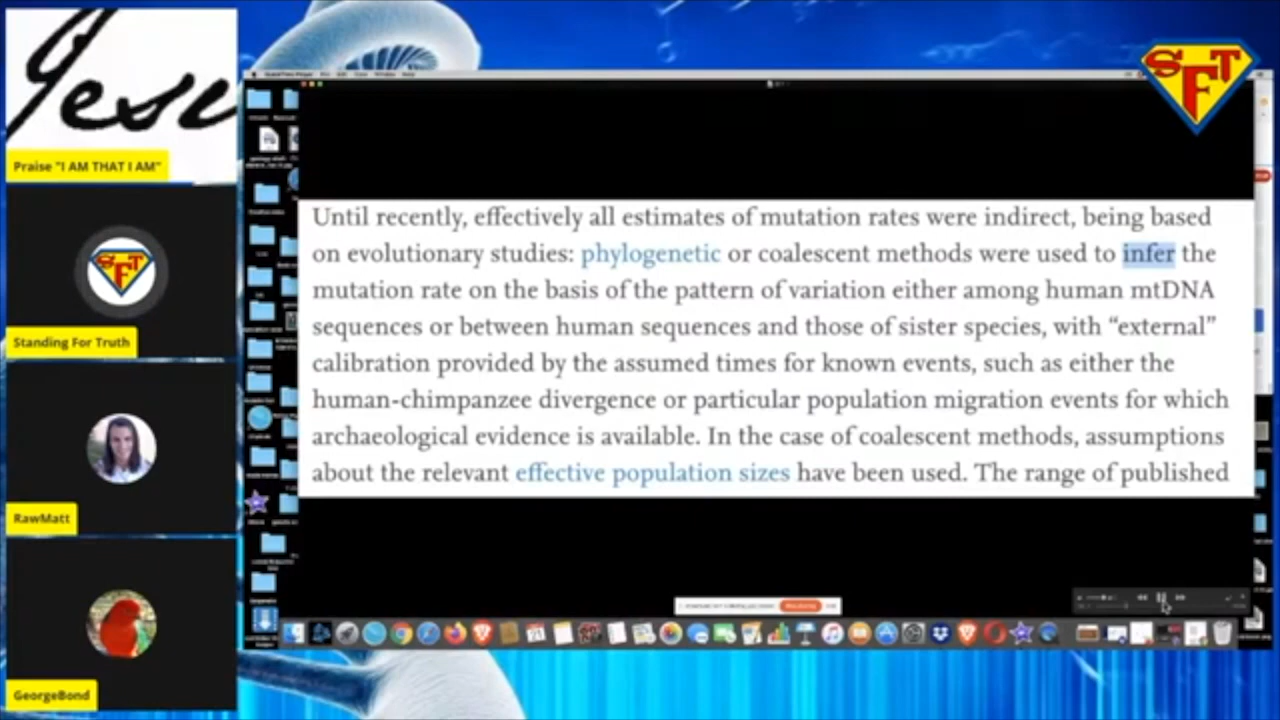 Jesu
Praise "I AM THAT I AM"
SFT
Standing For Truth
RawMatt
GeorgeBond
SFT
Until recently, effectively all estimates of mutation rates were indirect, being based
on evolutionary studies: phylogenetic or coalescent methods were used to infer the
mutation rate on the basis of the pattern of variation either among human mtDNA
sequences or between human sequences and those of sister species, with “external”
calibration provided by the assumed times for known events, such as either the
human-chimpanzee divergence or particular population migration events for which
archaeological evidence is available. In the case of coalescent methods, assumptions
about the relevant effective population sizes have been used. The range of published